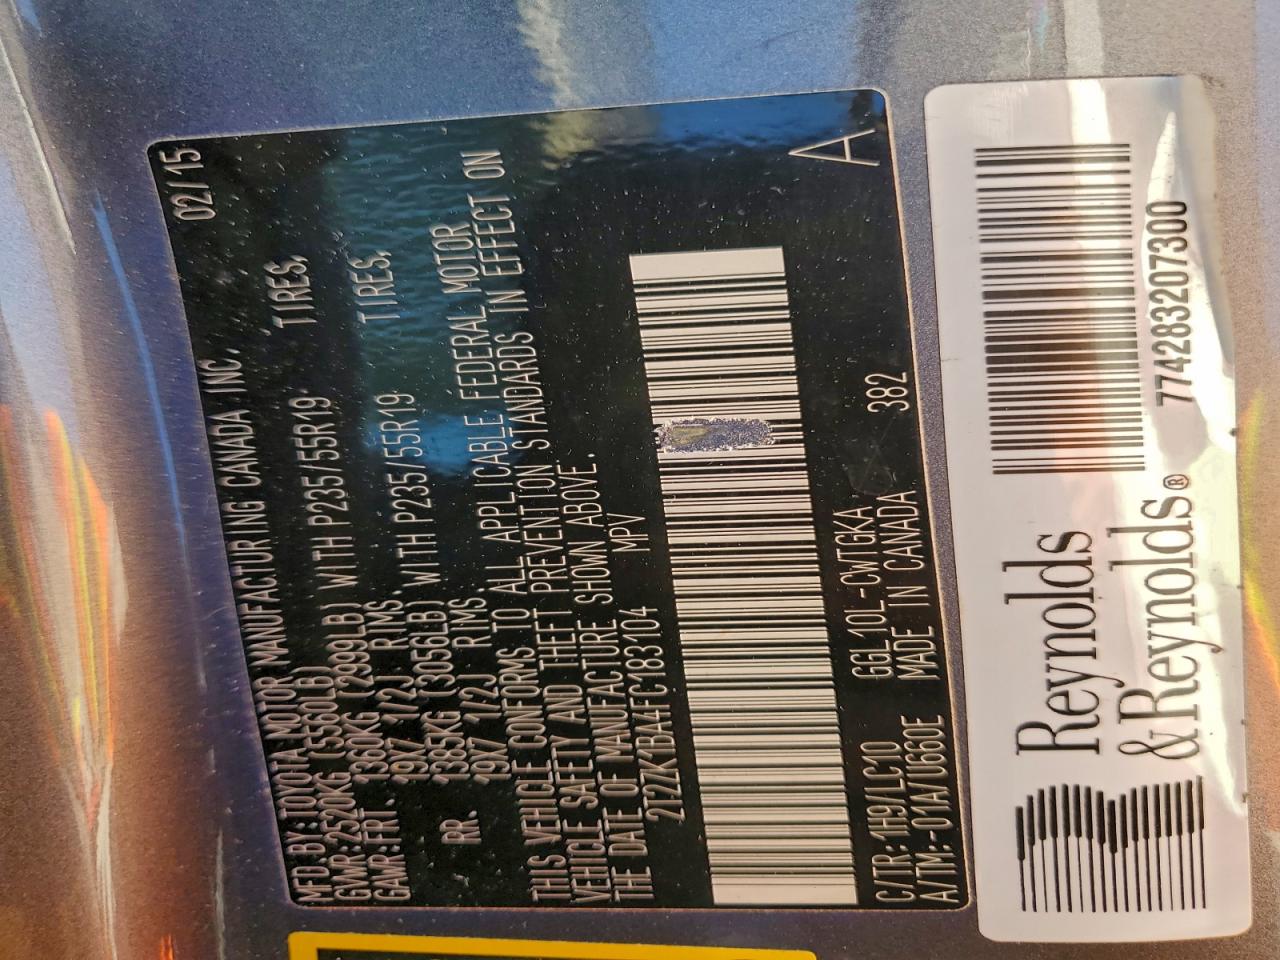 MFD. BY: TOYOTA MOTOR MANUFACTURING CANADA INC. 02/15
GVWR: 2520KG (5560LB)
GAWR: FRT. 1360KG (2999LB) WITH P235/55R19 TIRES,
19X7 1/2J RIMS.
RR. 1385KG (3056LB) WITH P235/55R19 TIRES,
19X7 1/2J RIMS.
THIS VEHICLE CONFORMS TO ALL APPLICABLE FEDERAL MOTOR
VEHICLE SAFETY AND THEFT PREVENTION STANDARDS IN EFFECT ON
THE DATE OF MANUFACTURE SHOWN ABOVE.
2T2ZK1BA4FC183104 MPV
C/TR: 1H9/LC10 GGL10L-CWTGKA 382
A/TM: -01A/U660E MADE IN CANADA
A
Reynolds
&Reynolds®
774283207300